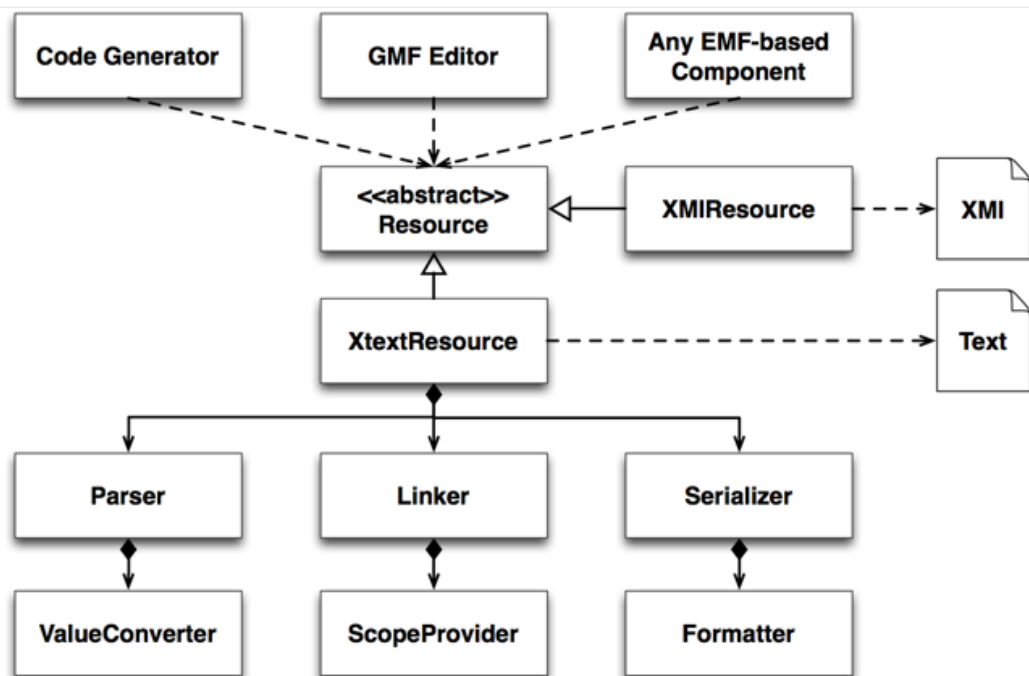 Code Generator
GMF Editor
Any EMF-based
Component
<<abstract>>
Resource
XMIResource
XMI
XtextResource
Text
Parser
Linker
Serializer
ValueConverter
ScopeProvider
Formatter